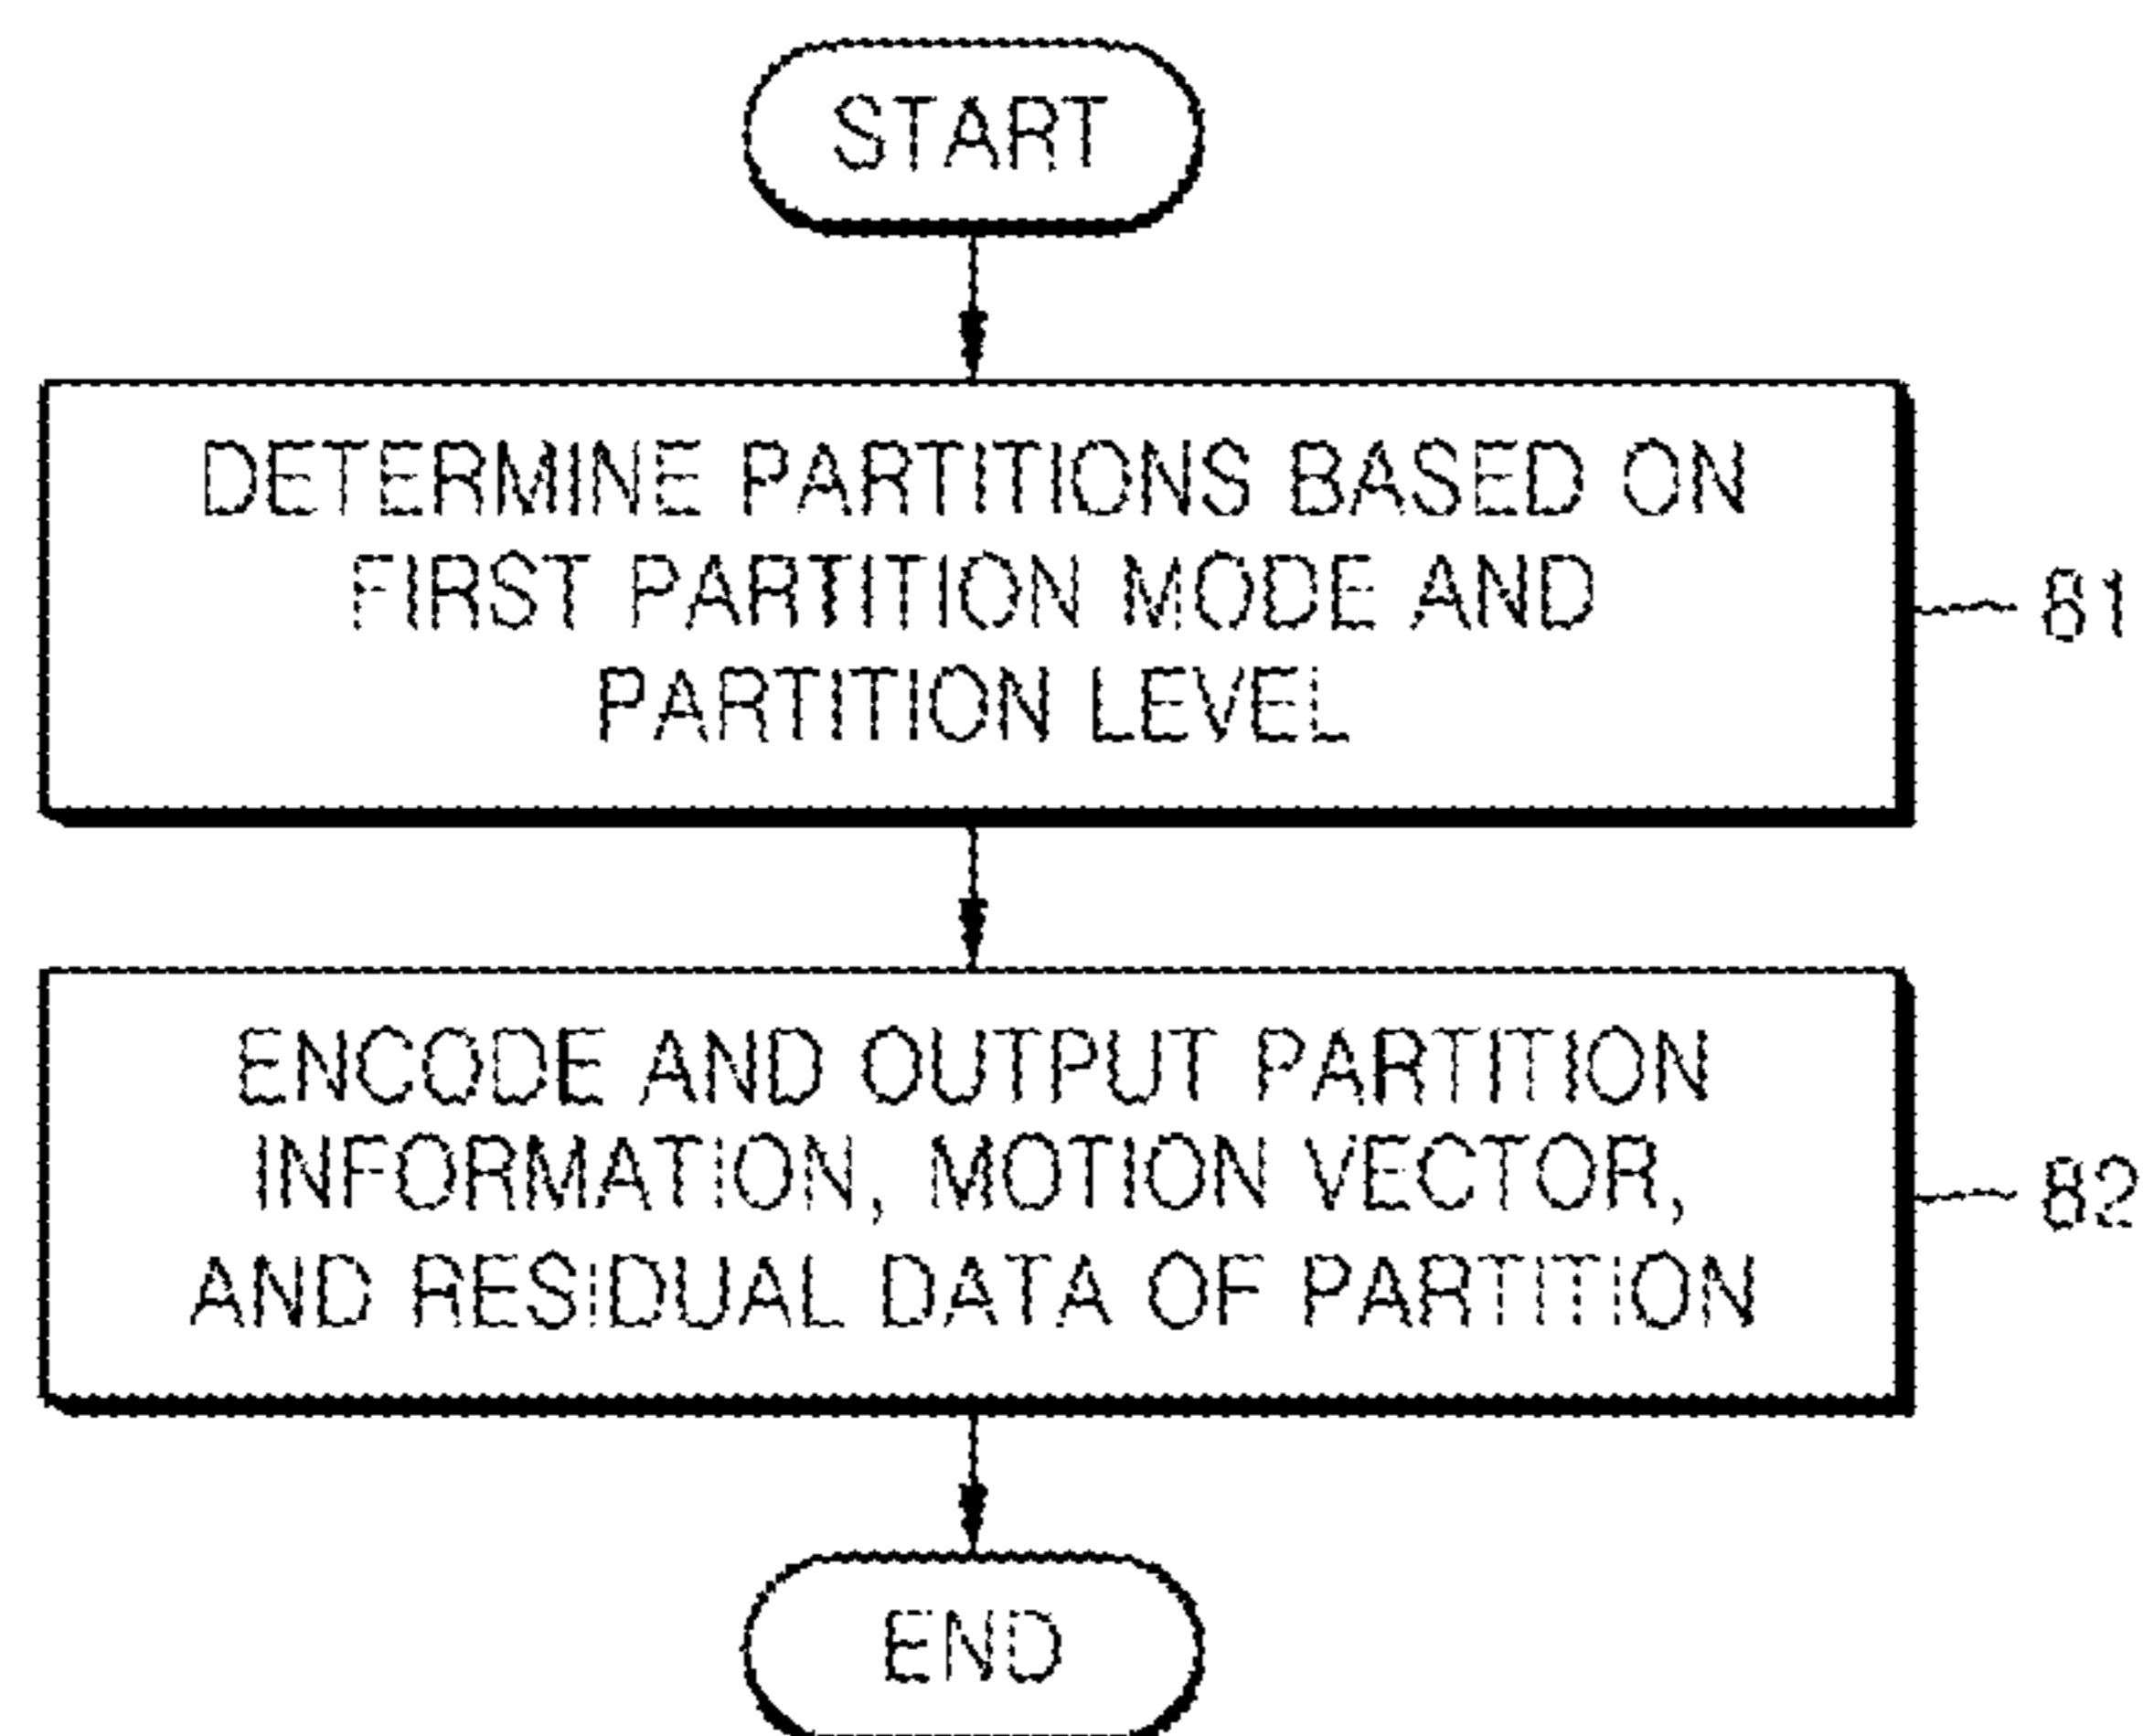 START
DETERMINE PARTITIONS BASED ON
FIRST PARTITION MODE AND
PARTITION LEVEL
81
ENCODE AND OUTPUT PARTITION
INFORMATION, MOTION VECTOR,
AND RESIDUAL DATA OF PARTITION
82
END